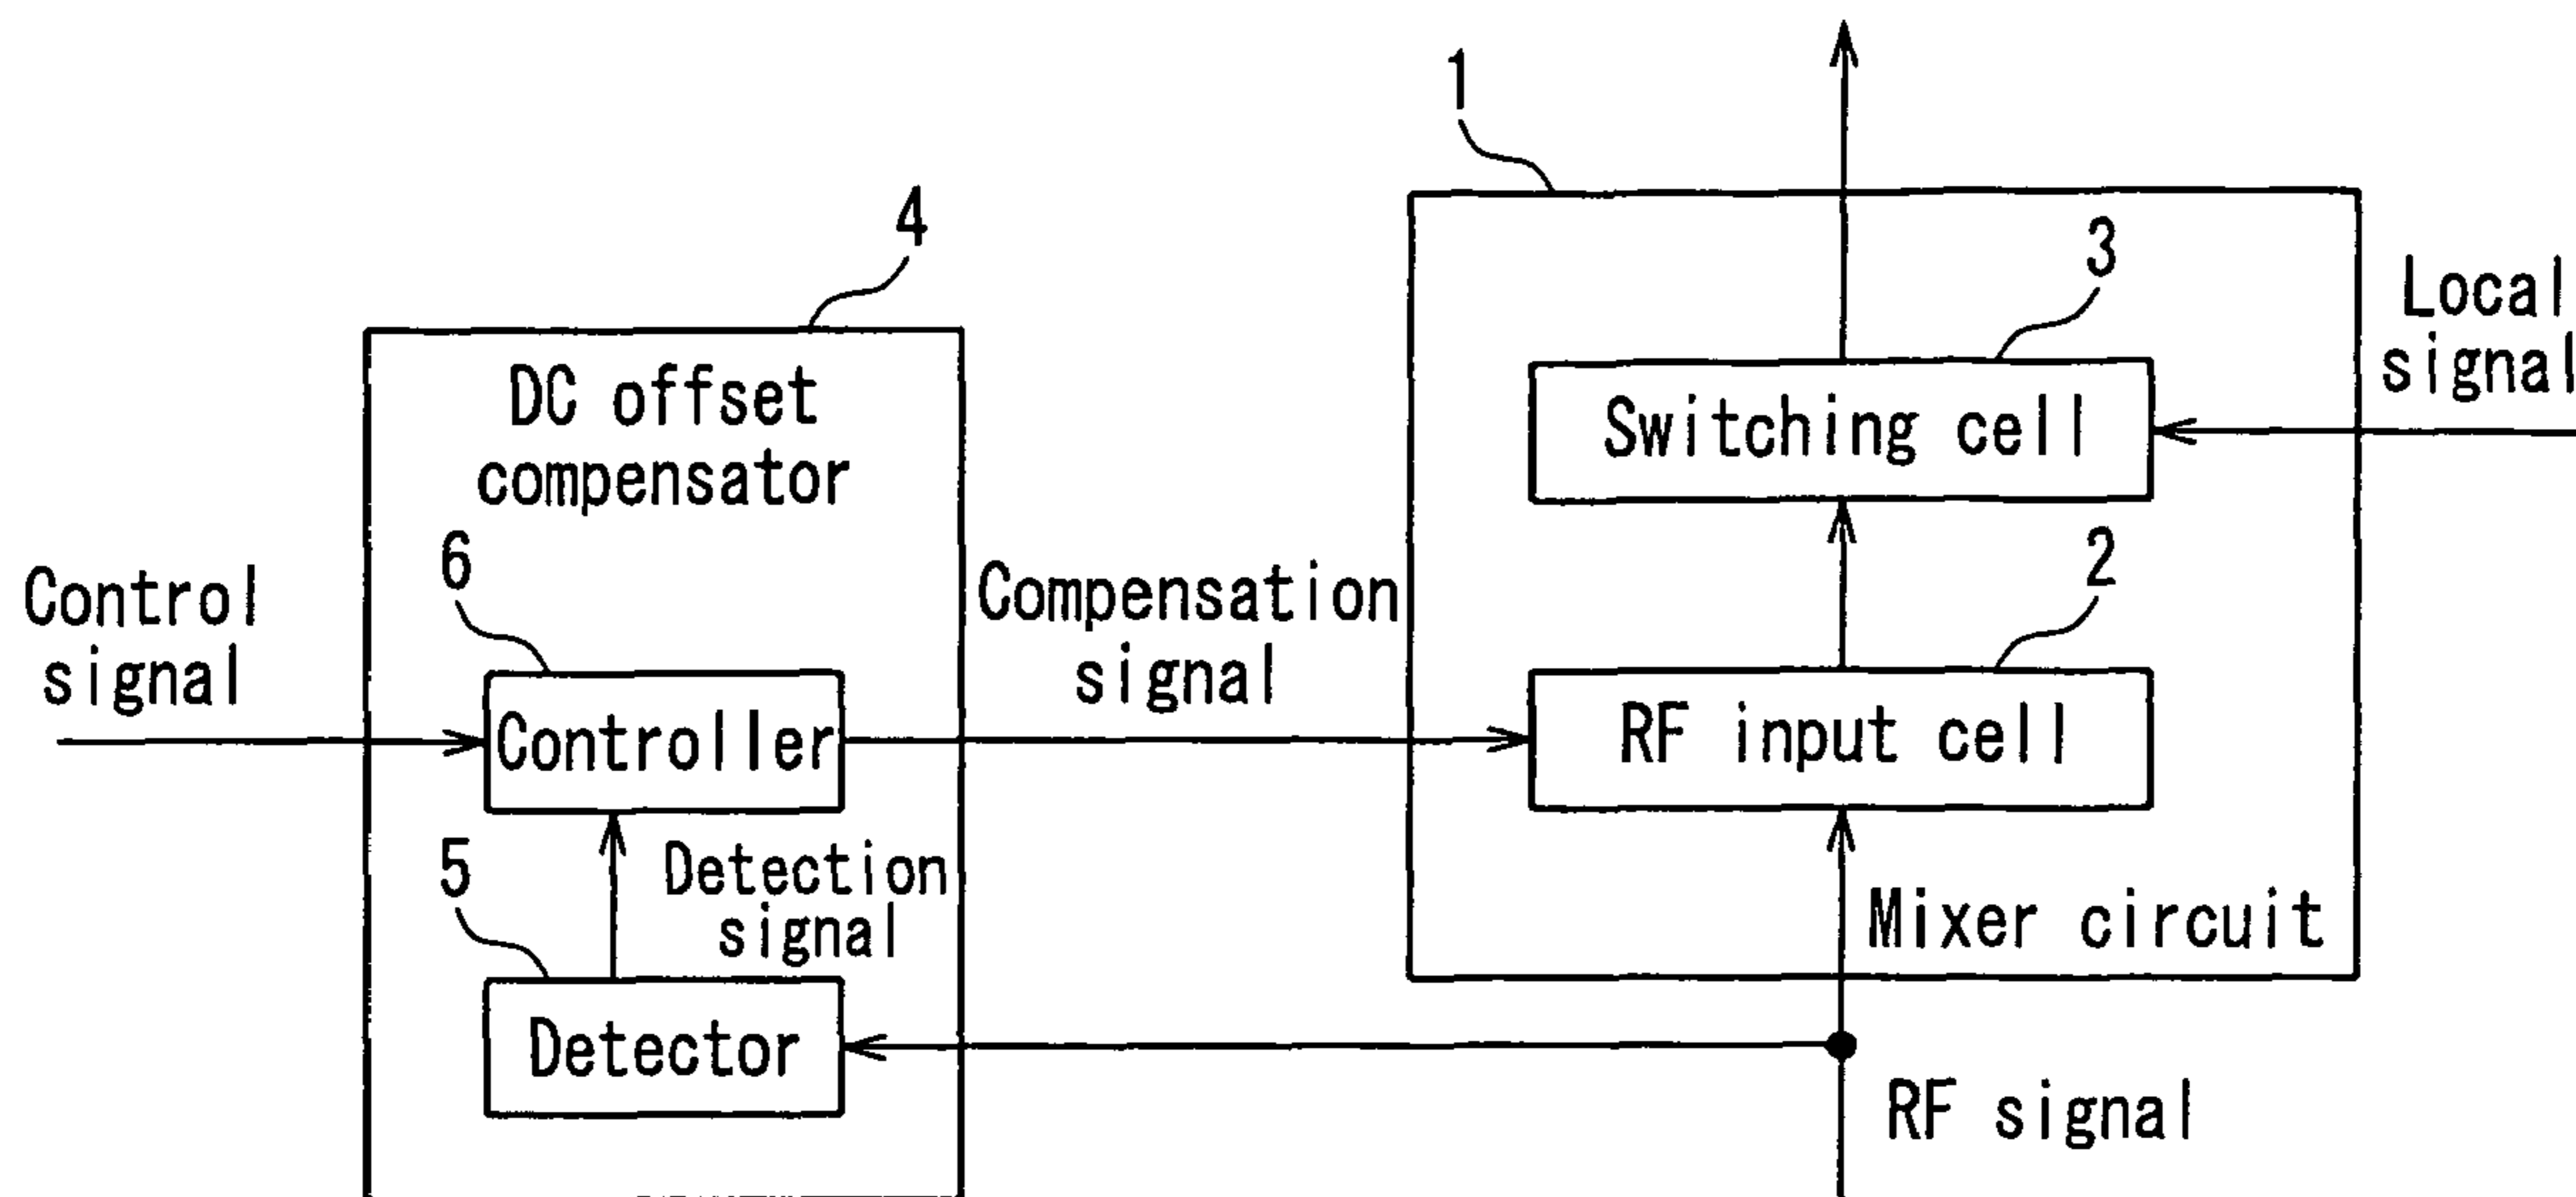 1
4
3
Local
signal
DC offset
compensator
Switching cell
6
Control
signal
Compensation
signal
2
Controller
RF input cell
5
Detection
signal
Mixer circuit
Detector
RF signal